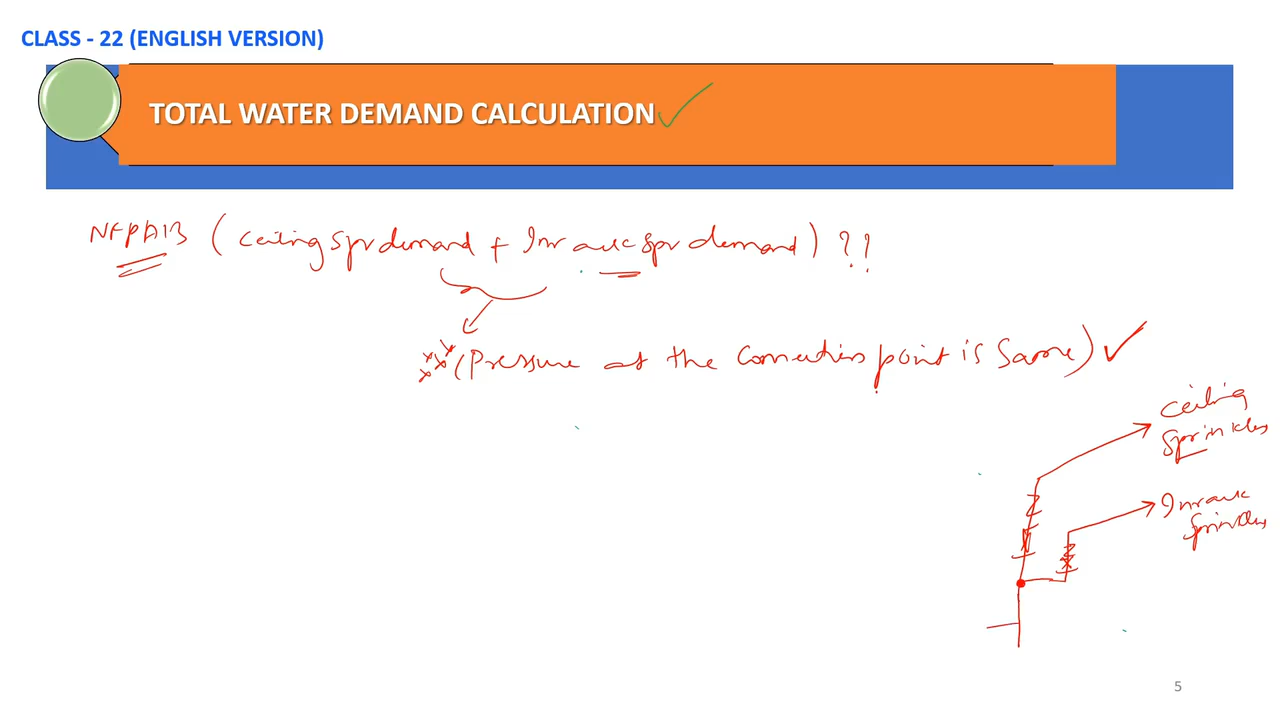 CLASS - 22 (ENGLISH VERSION)
TOTAL WATER DEMAND CALCULATION
NFPA13 (Ceiling Spr demand + Inrack Spr demand) ??
(Pressure at the Connection point is Same)
Ceiling
Sprinklers
Inrack
Sprinklers
5